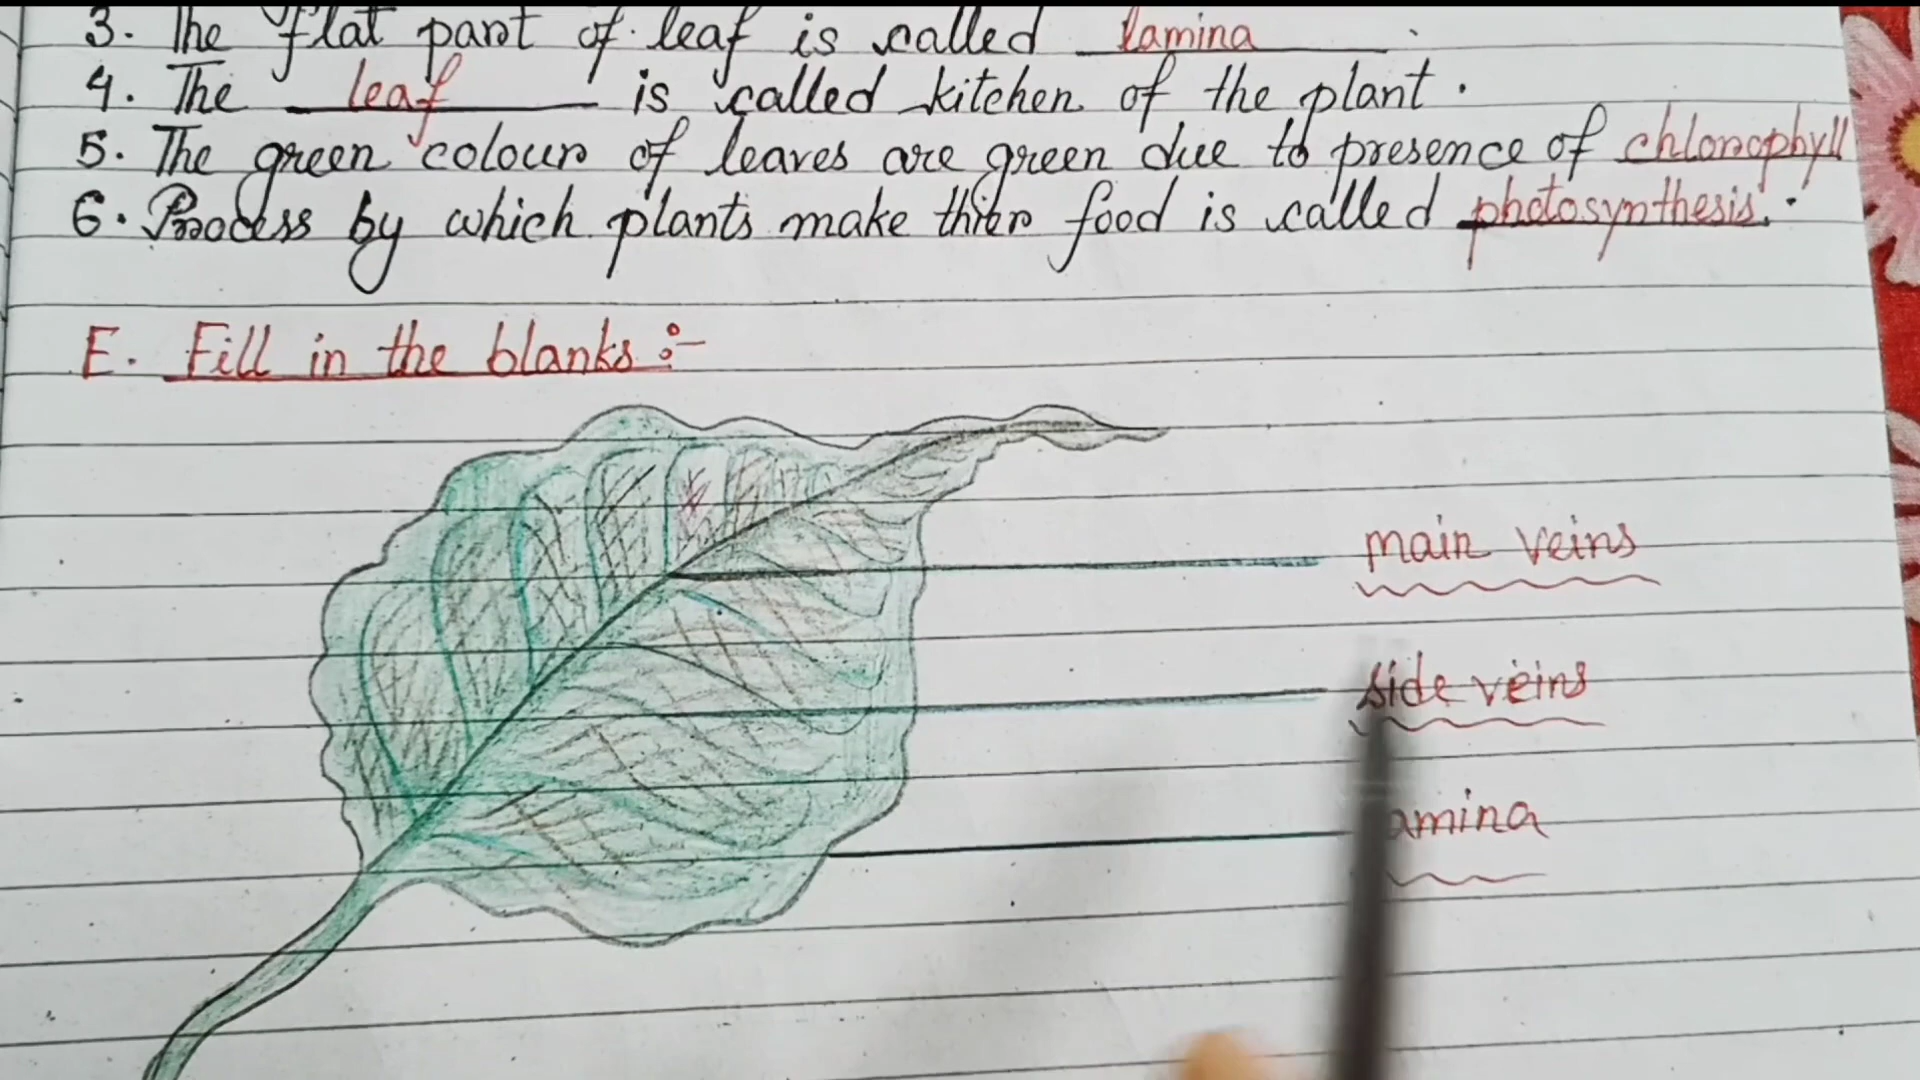 3. The flat part of leaf is called lamina.
4. The leaf is called kitchen of the plant.
5. The green colour of leaves are green due to presence of chlorophyll
6. Process by which plants make thier food is called photosynthesis.
E. Fill in the blanks :-
main veins
side veins
amina